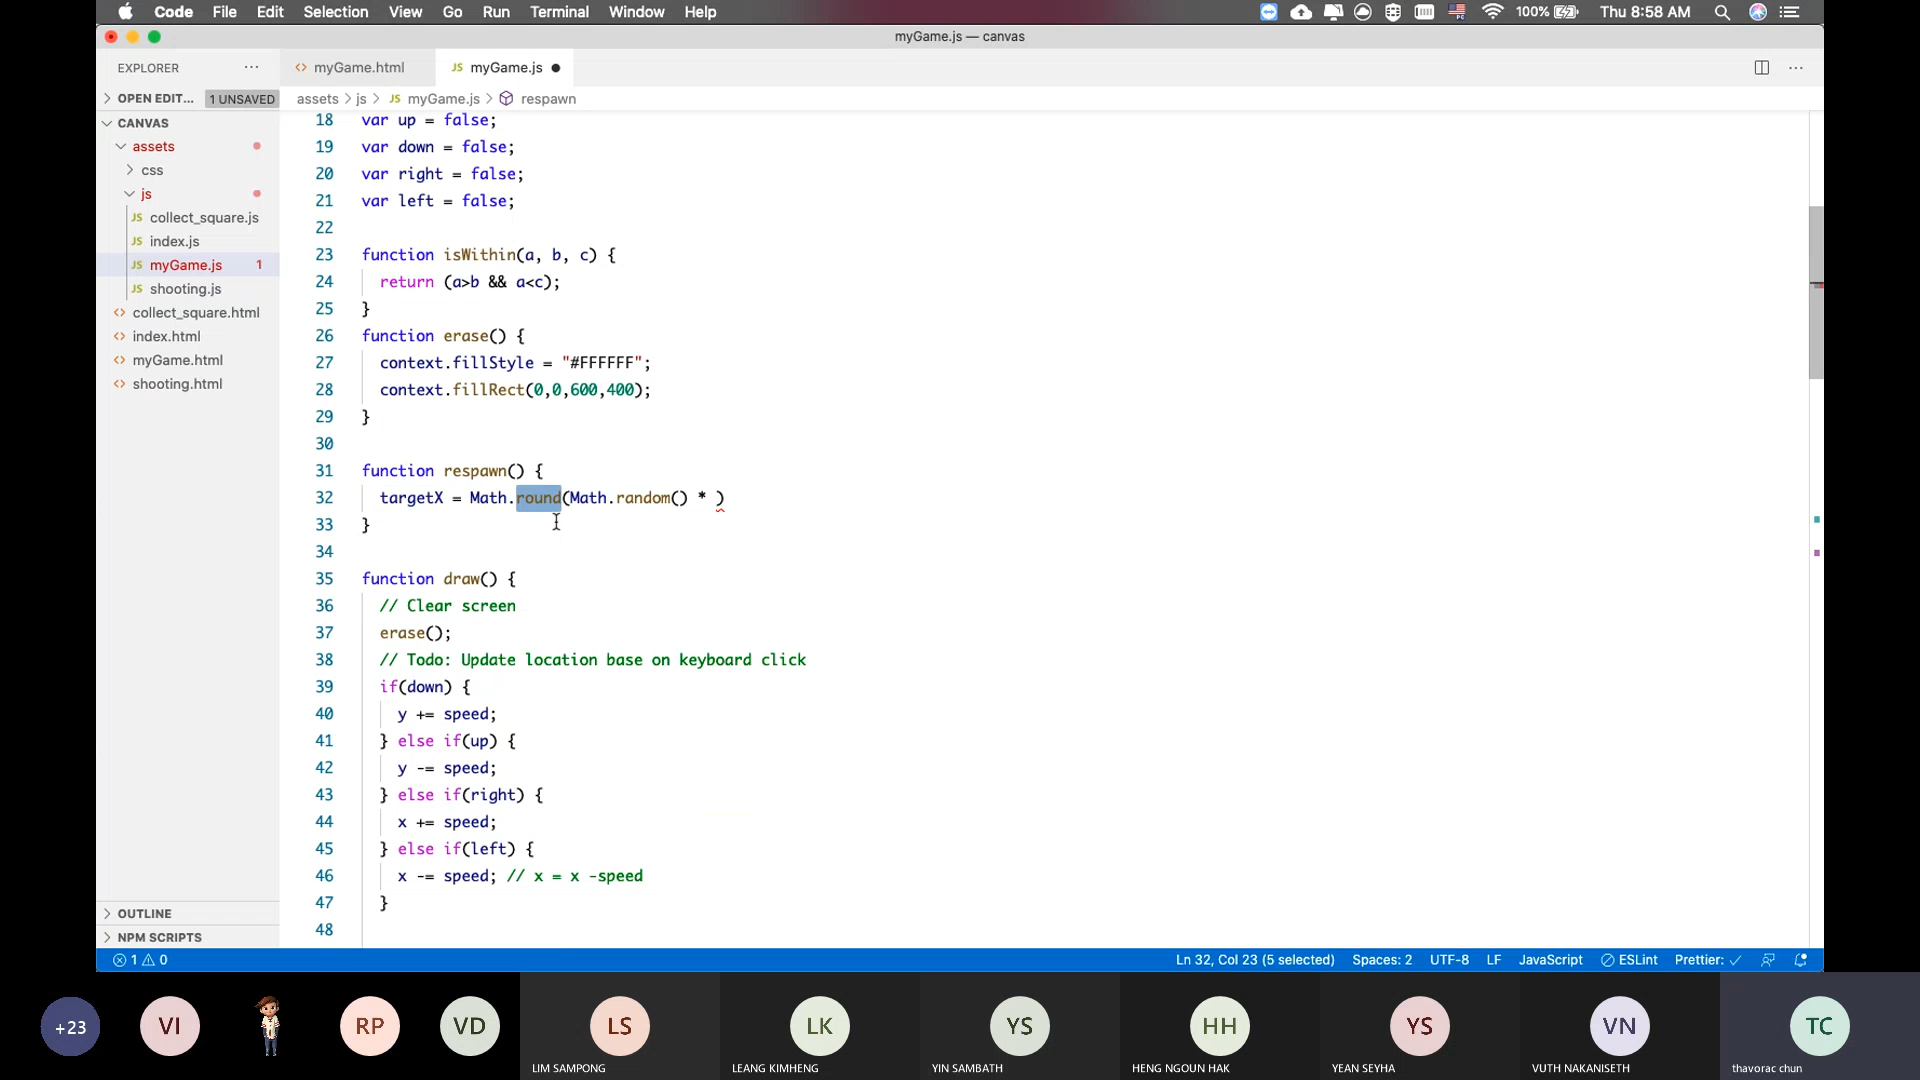 Code File Edit Selection View Go Run Terminal Window Help 100% Thu 8:58 AM
myGame.js — canvas
EXPLORER ... <> myGame.html JS myGame.js ● ...
OPEN EDIT... 1 UNSAVED assets > js > JS myGame.js > respawn
CANVAS
assets
css
js
JS collect_square.js
JS index.js
JS myGame.js 1
JS shooting.js
<> collect_square.html
<> index.html
<> myGame.html
<> shooting.html
OUTLINE
NPM SCRIPTS
18 var up = false;
19 var down = false;
20 var right = false;
21 var left = false;
22
23 function isWithin(a, b, c) {
24 return (a>b && a<c);
25 }
26 function erase() {
27 context.fillStyle = "#FFFFFF";
28 context.fillRect(0,0,600,400);
29 }
30
31 function respawn() {
32 targetX = Math.round(Math.random() * )
33 }
34
35 function draw() {
36 // Clear screen
37 erase();
38 // Todo: Update location base on keyboard click
39 if(down) {
40 y += speed;
41 } else if(up) {
42 y -= speed;
43 } else if(right) {
44 x += speed;
45 } else if(left) {
46 x -= speed; // x = x -speed
47 }
48
1 0 Ln 32, Col 23 (5 selected) Spaces: 2 UTF-8 LF JavaScript ESLint Prettier: ✓
+23 VI RP VD LS LK YS HH YS VN TC
LIM SAMPONG LEANG KIMHENG YIN SAMBATH HENG NGOUN HAK YEAN SEYHA VUTH NAKANISETH thavorac chun